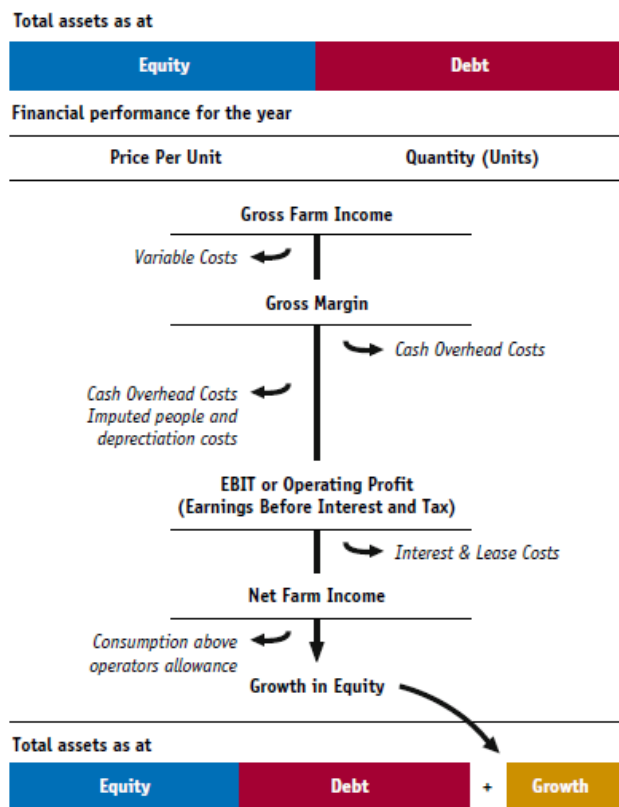 Total assets as at
Equity Debt
Financial performance for the year
Price Per Unit Quantity (Units)
Gross Farm Income
Variable Costs
Gross Margin
Cash Overhead Costs
Cash Overhead Costs
Imputed people and
deprectiation costs
EBIT or Operating Profit
(Earnings Before Interest and Tax)
Interest & Lease Costs
Net Farm Income
Consumption above
operators allowance
Growth in Equity
Total assets as at
Equity Debt + Growth